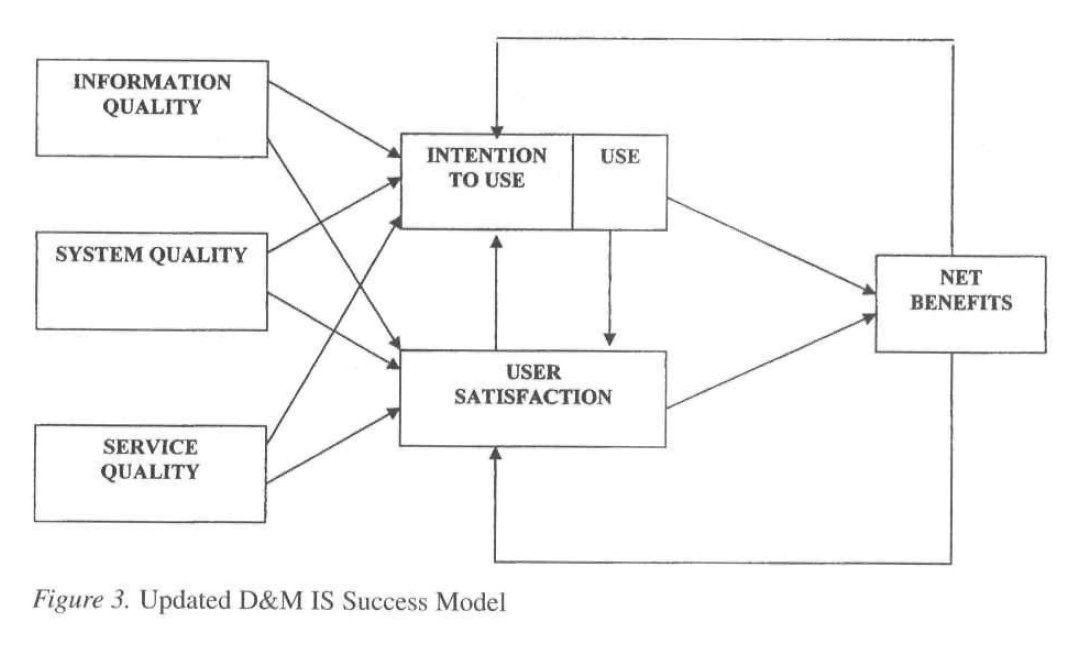 INFORMATION
QUALITY
INTENTION
TO USE
USE
SYSTEM QUALITY
NET
BENEFITS
USER
SATISFACTION
SERVICE
QUALITY
Figure 3. Updated D&M IS Success Model